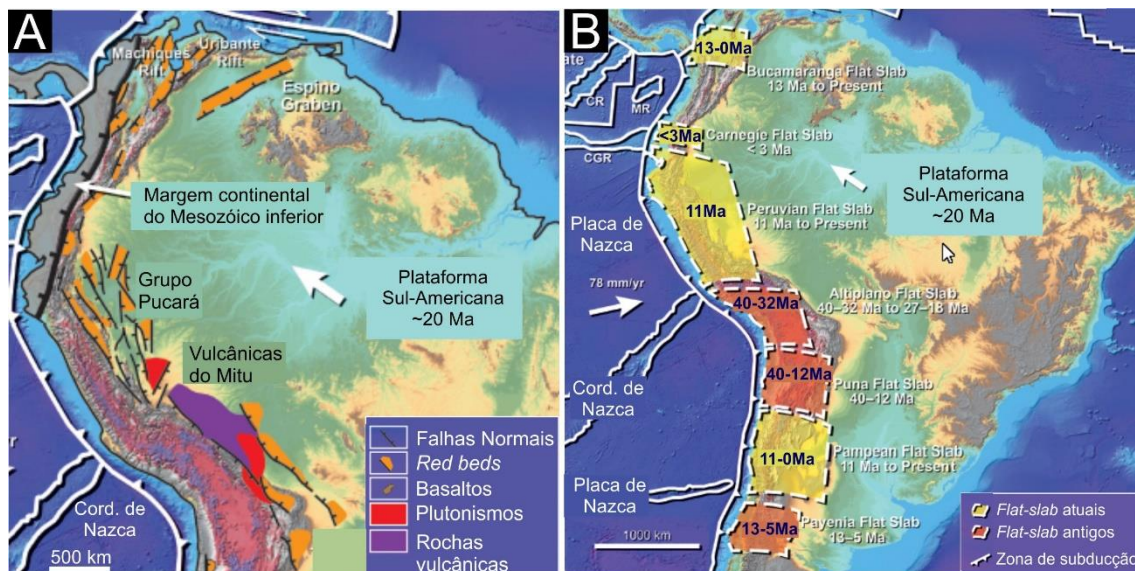 A
Machiques
Rift
Uribante
Rift
Espino
Graben
Margem continental
do Mesozóico inferior
Grupo
Pucará
Plataforma
Sul-Americana
~20 Ma
Vulcânicas
do Mitu
Cord. de
Nazca
500 km
Falhas Normais
Red beds
Basaltos
Plutonismos
Rochas
vulcânicas
B
ate
CR
MR
CGR
13-0Ma
Bucamaranga Flat Slab
13 Ma to Present
<3Ma
Carnegie Flat Slab
< 3 Ma
Plataforma
Sul-Americana
~20 Ma
11Ma
Peruvian Flat Slab
11 Ma to Present
Placa de
Nazca
78 mm/yr
40-32Ma
Altiplano Flat Slab
40–32 Ma to 27–18 Ma
Cord. de
Nazca
40-12Ma
Puna Flat Slab
40–12 Ma
11-0Ma
Pampean Flat Slab
11 Ma to Present
Placa de
Nazca
13-5Ma
Payenia Flat Slab
13–5 Ma
1000 km
Flat-slab atuais
Flat-slab antigos
Zona de subducção